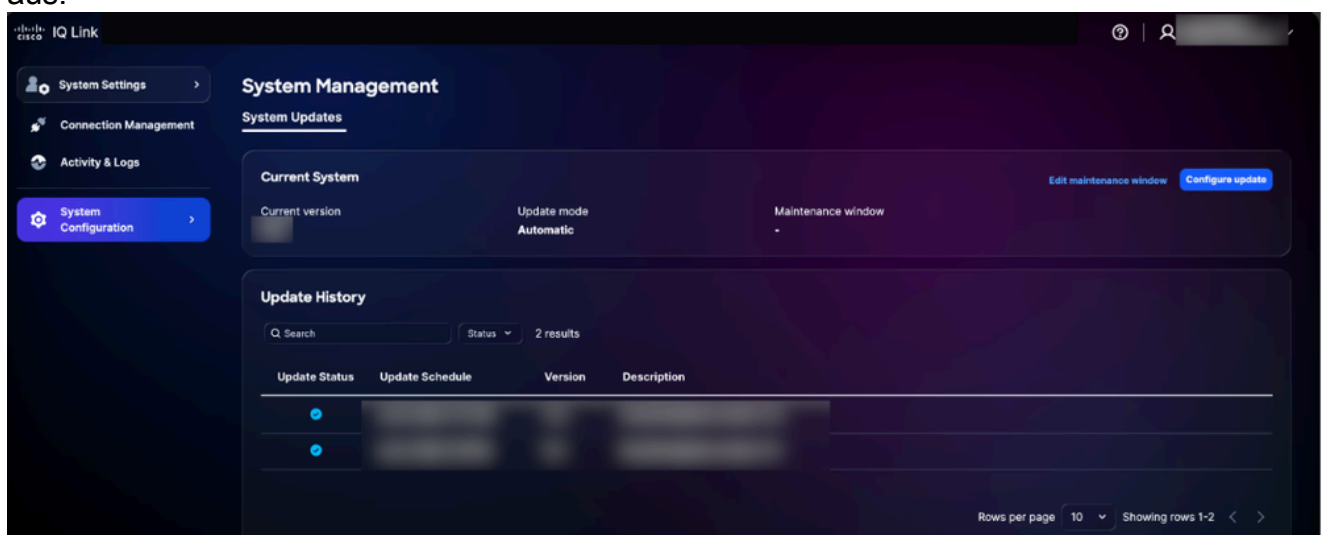 aus.
cisco IQ Link
System Settings
Connection Management
Activity & Logs
System
Configuration
System Management
System Updates
Current System
Edit maintenance window
Configure update
Current version
Update mode
Maintenance window
Automatic
-
Update History
Search
Status
2 results
Update Status
Update Schedule
Version
Description
Rows per page
10
Showing rows 1-2